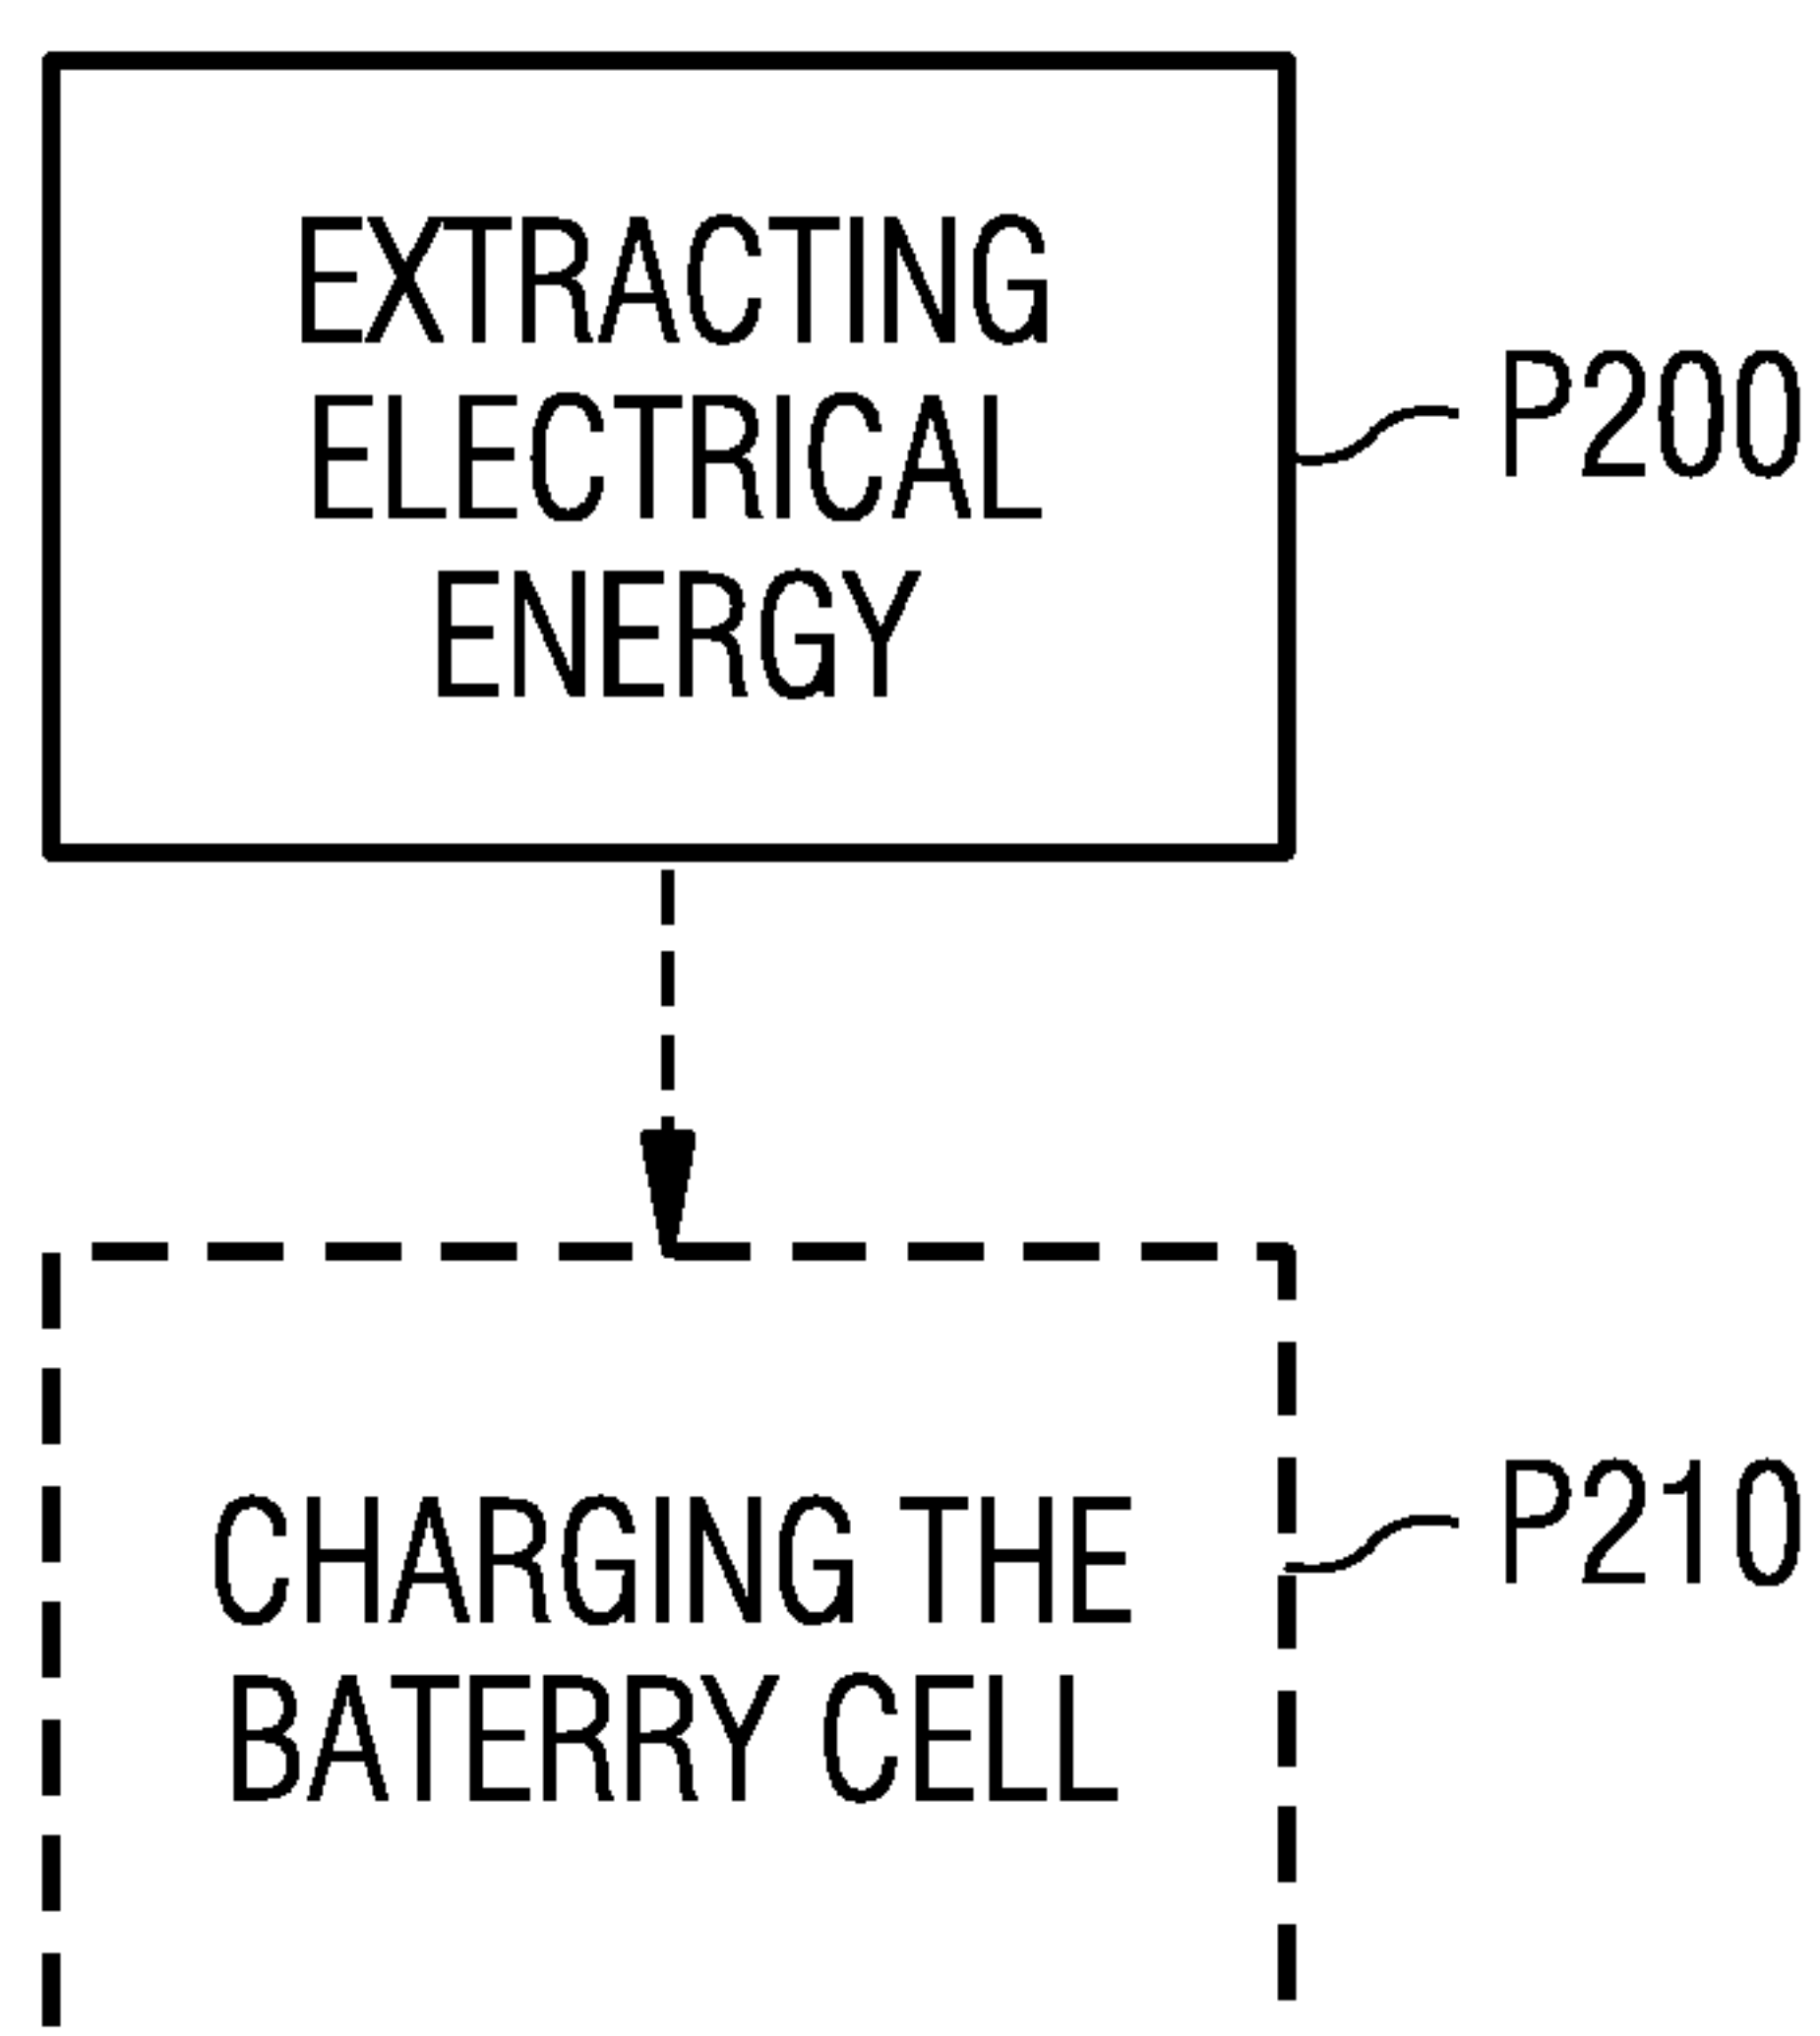 EXTRACTING
ELECTRICAL
ENERGY
P200
CHARGING THE
BATERRY CELL
P210